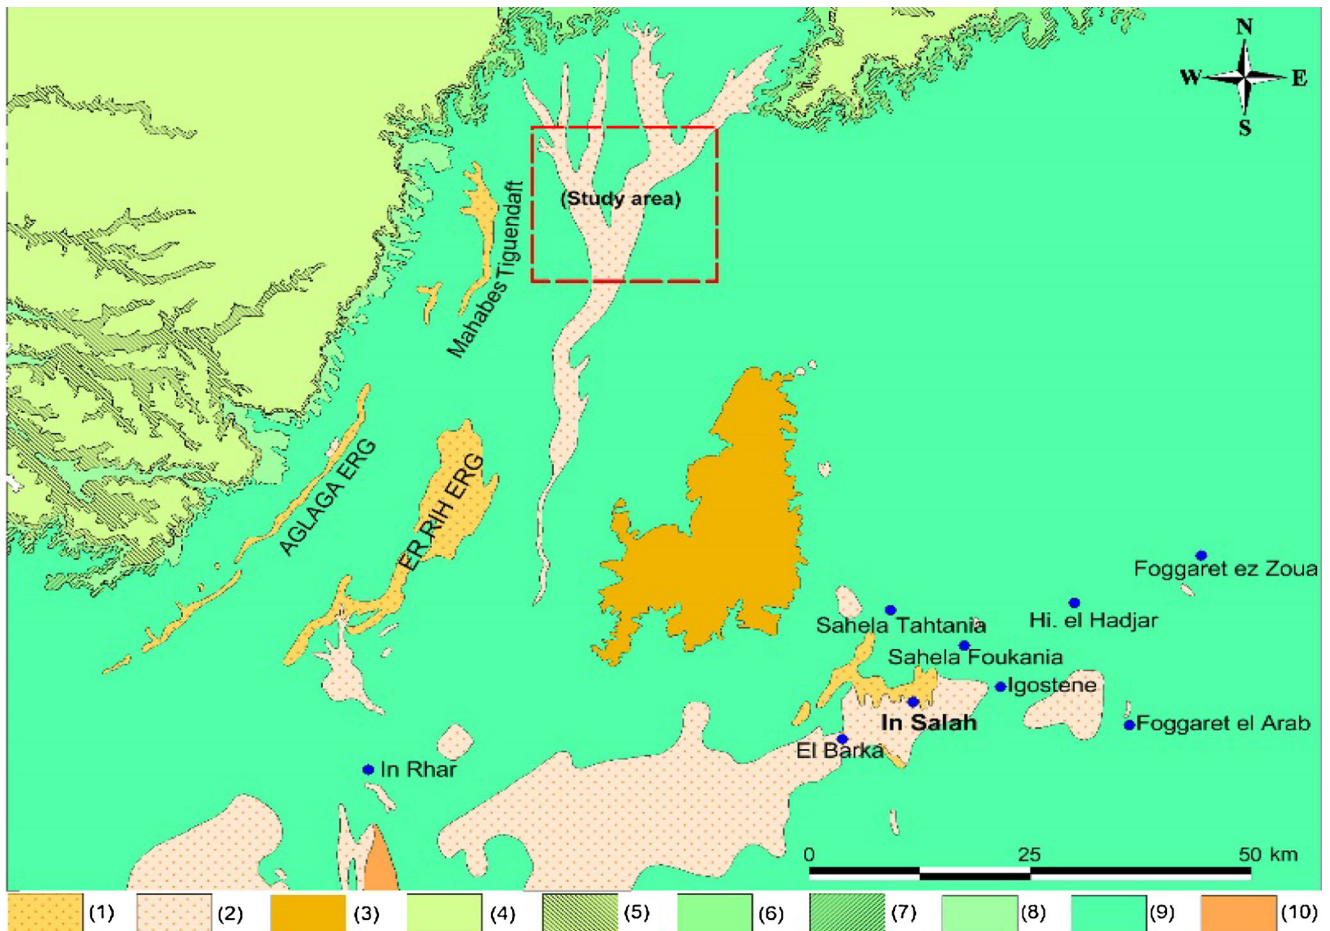 N
W E
S
(Study area)
Mahabes Tiguendaft
AGLAGA ERG
ER RIH ERG
Foggaret ez Zoua
Hi. el Hadjar
Sahela Tahtania
Sahela Foukania
Igostene
In Salah
Foggaret el Arab
El Barka
In Rhar
0 25 50 km
(1) (2) (3) (4) (5) (6) (7) (8) (9) (10)